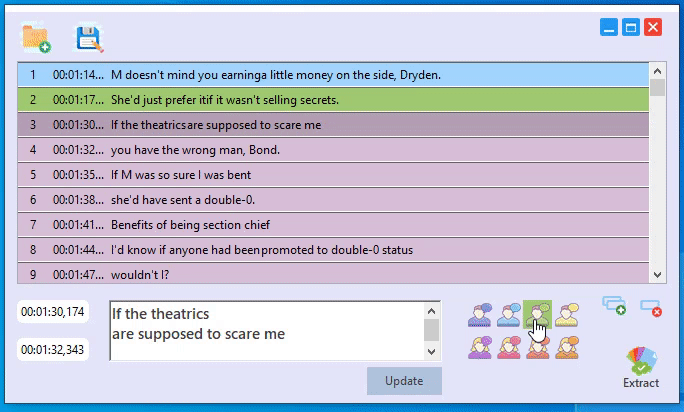 1 00:01:14... M doesn't mind you earninga little money on the side, Dryden.
2 00:01:17... She'd just prefer itif it wasn't selling secrets.
3 00:01:30... If the theatricsare supposed to scare me
4 00:01:32... you have the wrong man, Bond.
5 00:01:35... If M was so sure I was bent
6 00:01:38... she'd have sent a double-0.
7 00:01:41... Benefits of being section chief
8 00:01:44... I'd know if anyone had beenpromoted to double-0 status
9 00:01:47... wouldn't I?
00:01:30,174
00:01:32,343
If the theatrics
are supposed to scare me
Update
Extract